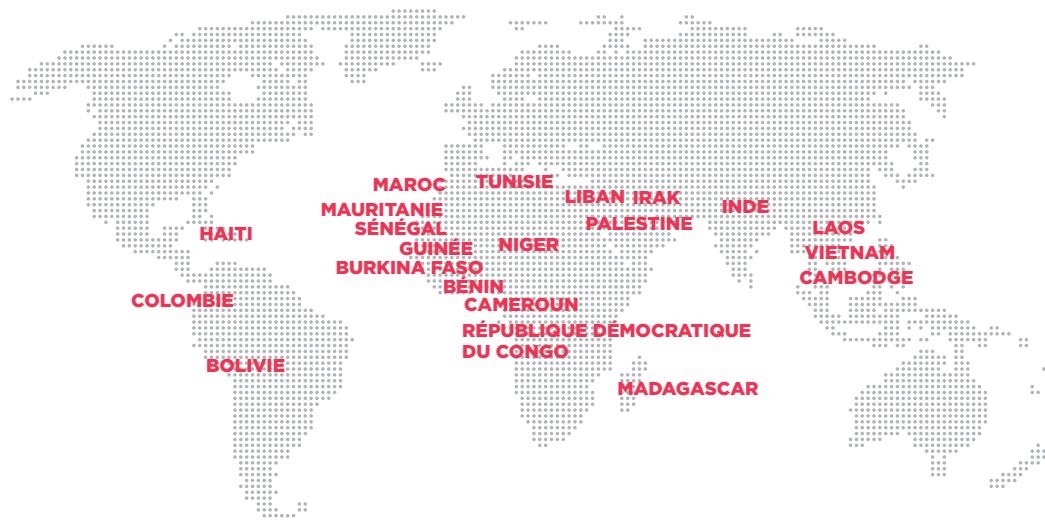 MAROC
TUNISIE
LIBAN
IRAK
MAURITANIE
INDE
SÉNÉGAL
PALESTINE
LAOS
HAITI
GUINÉE
NIGER
VIETNAM
BURKINA FASO
CAMBODGE
BÉNIN
COLOMBIE
CAMEROUN
RÉPUBLIQUE DÉMOCRATIQUE
DU CONGO
BOLIVIE
MADAGASCAR